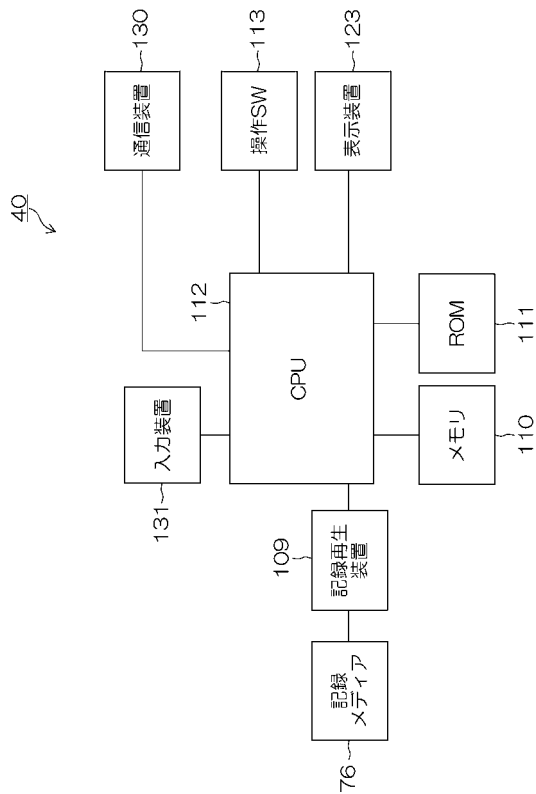 40
131
入力装置
通信装置
130
112
CPU
操作SW
113
表示装置
123
109
記録再生
装置
記録
メディア
76
メモリ
110
ROM
111